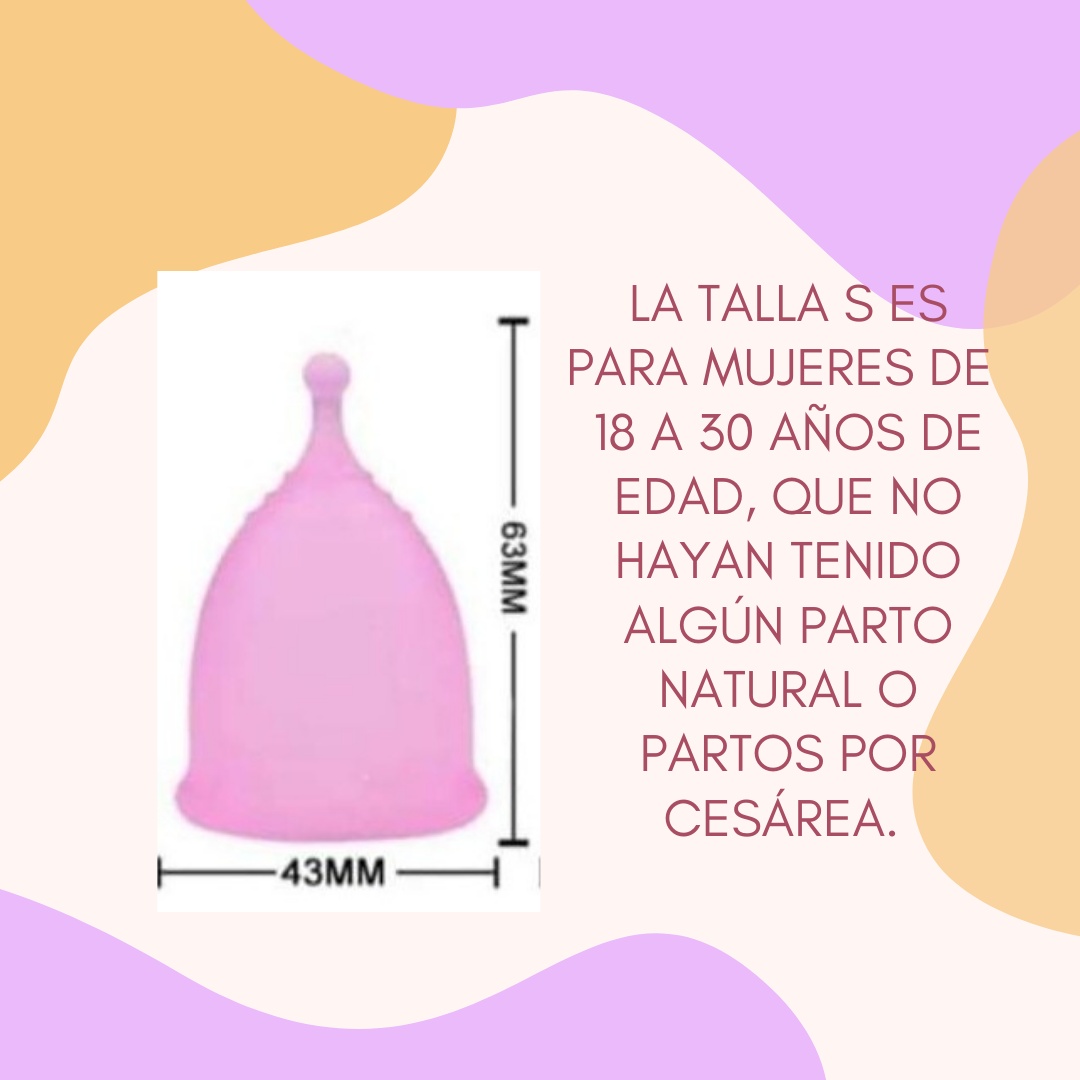 LA TALLA S ES
PARA MUJERES DE
18 A 30 AÑOS DE
EDAD, QUE NO
HAYAN TENIDO
ALGÚN PARTO
NATURAL O
PARTOS POR
CESÁREA.
63MM
43MM